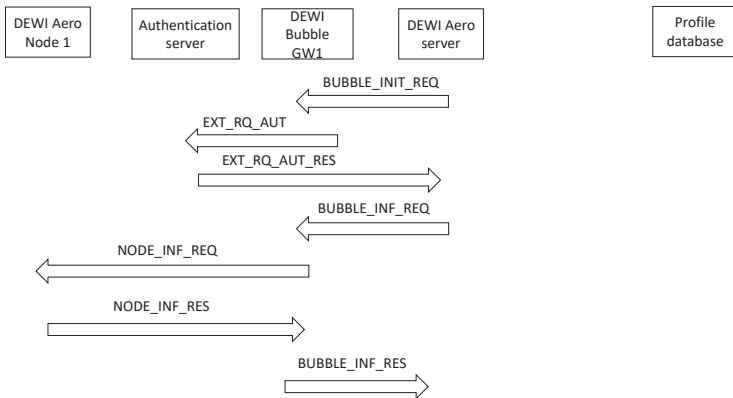 DEWI Aero
Node 1
Authentication
server
DEWI
Bubble
GW1
DEWI Aero
server
Profile
database
BUBBLE_INIT_REQ
EXT_RQ_AUT
EXT_RQ_AUT_RES
BUBBLE_INF_REQ
NODE_INF_REQ
NODE_INF_RES
BUBBLE_INF_RES